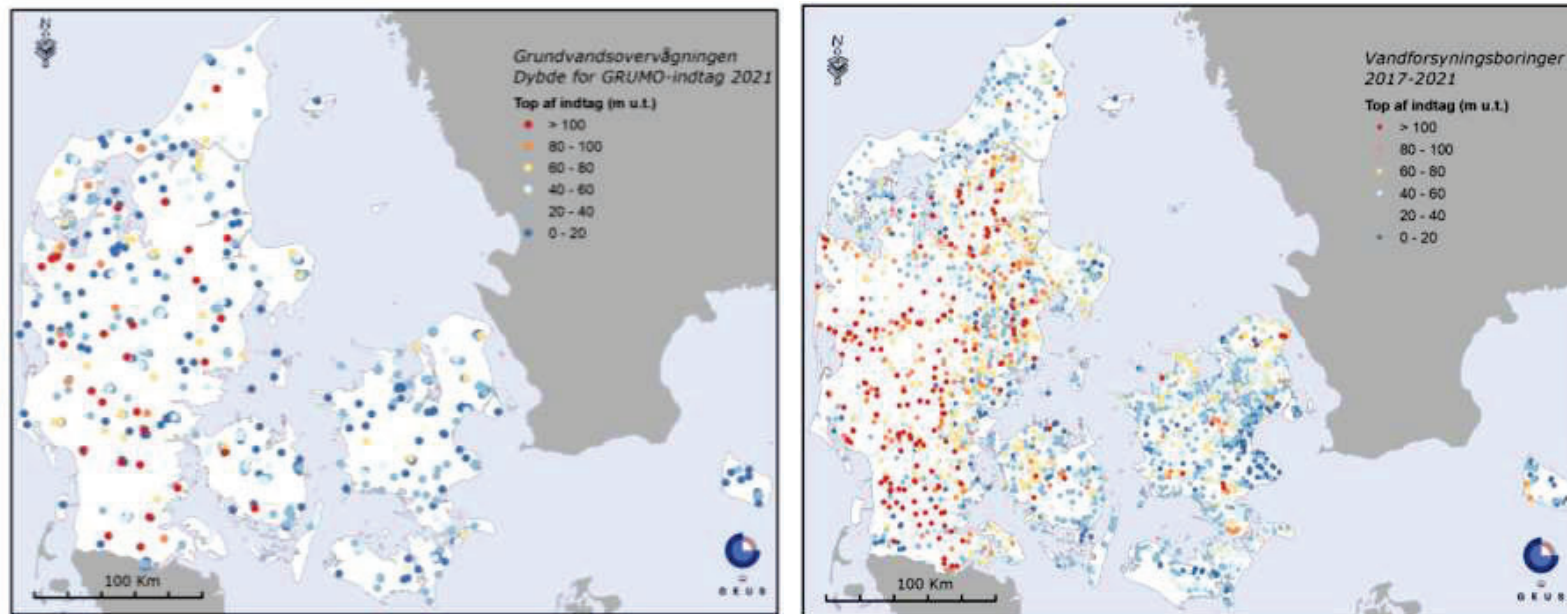 Grundvandsovervågningen
Dybde for GRUMO-indtag 2021
Top af indtag (m u.t.)
> 100
80 - 100
60 - 80
40 - 60
20 - 40
0 - 20
100 Km
G E U S
Vandforsyningsboringer
2017-2021
Top af indtag (m u.t.)
> 100
80 - 100
60 - 80
40 - 60
20 - 40
0 - 20
100 Km
G E U S